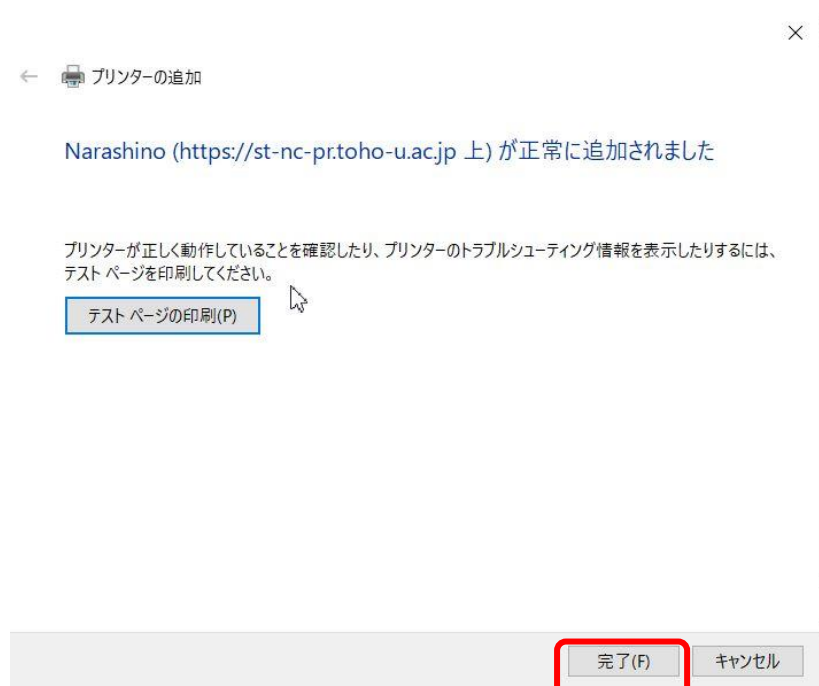 プリンターの追加
Narashino (https://st-nc-pr.toho-u.ac.jp 上) が正常に追加されました
プリンターが正しく動作していることを確認したり、プリンターのトラブルシューティング情報を表示したりするには、
テスト ページを印刷してください。
テスト ページの印刷(P)
完了(F)
キャンセル